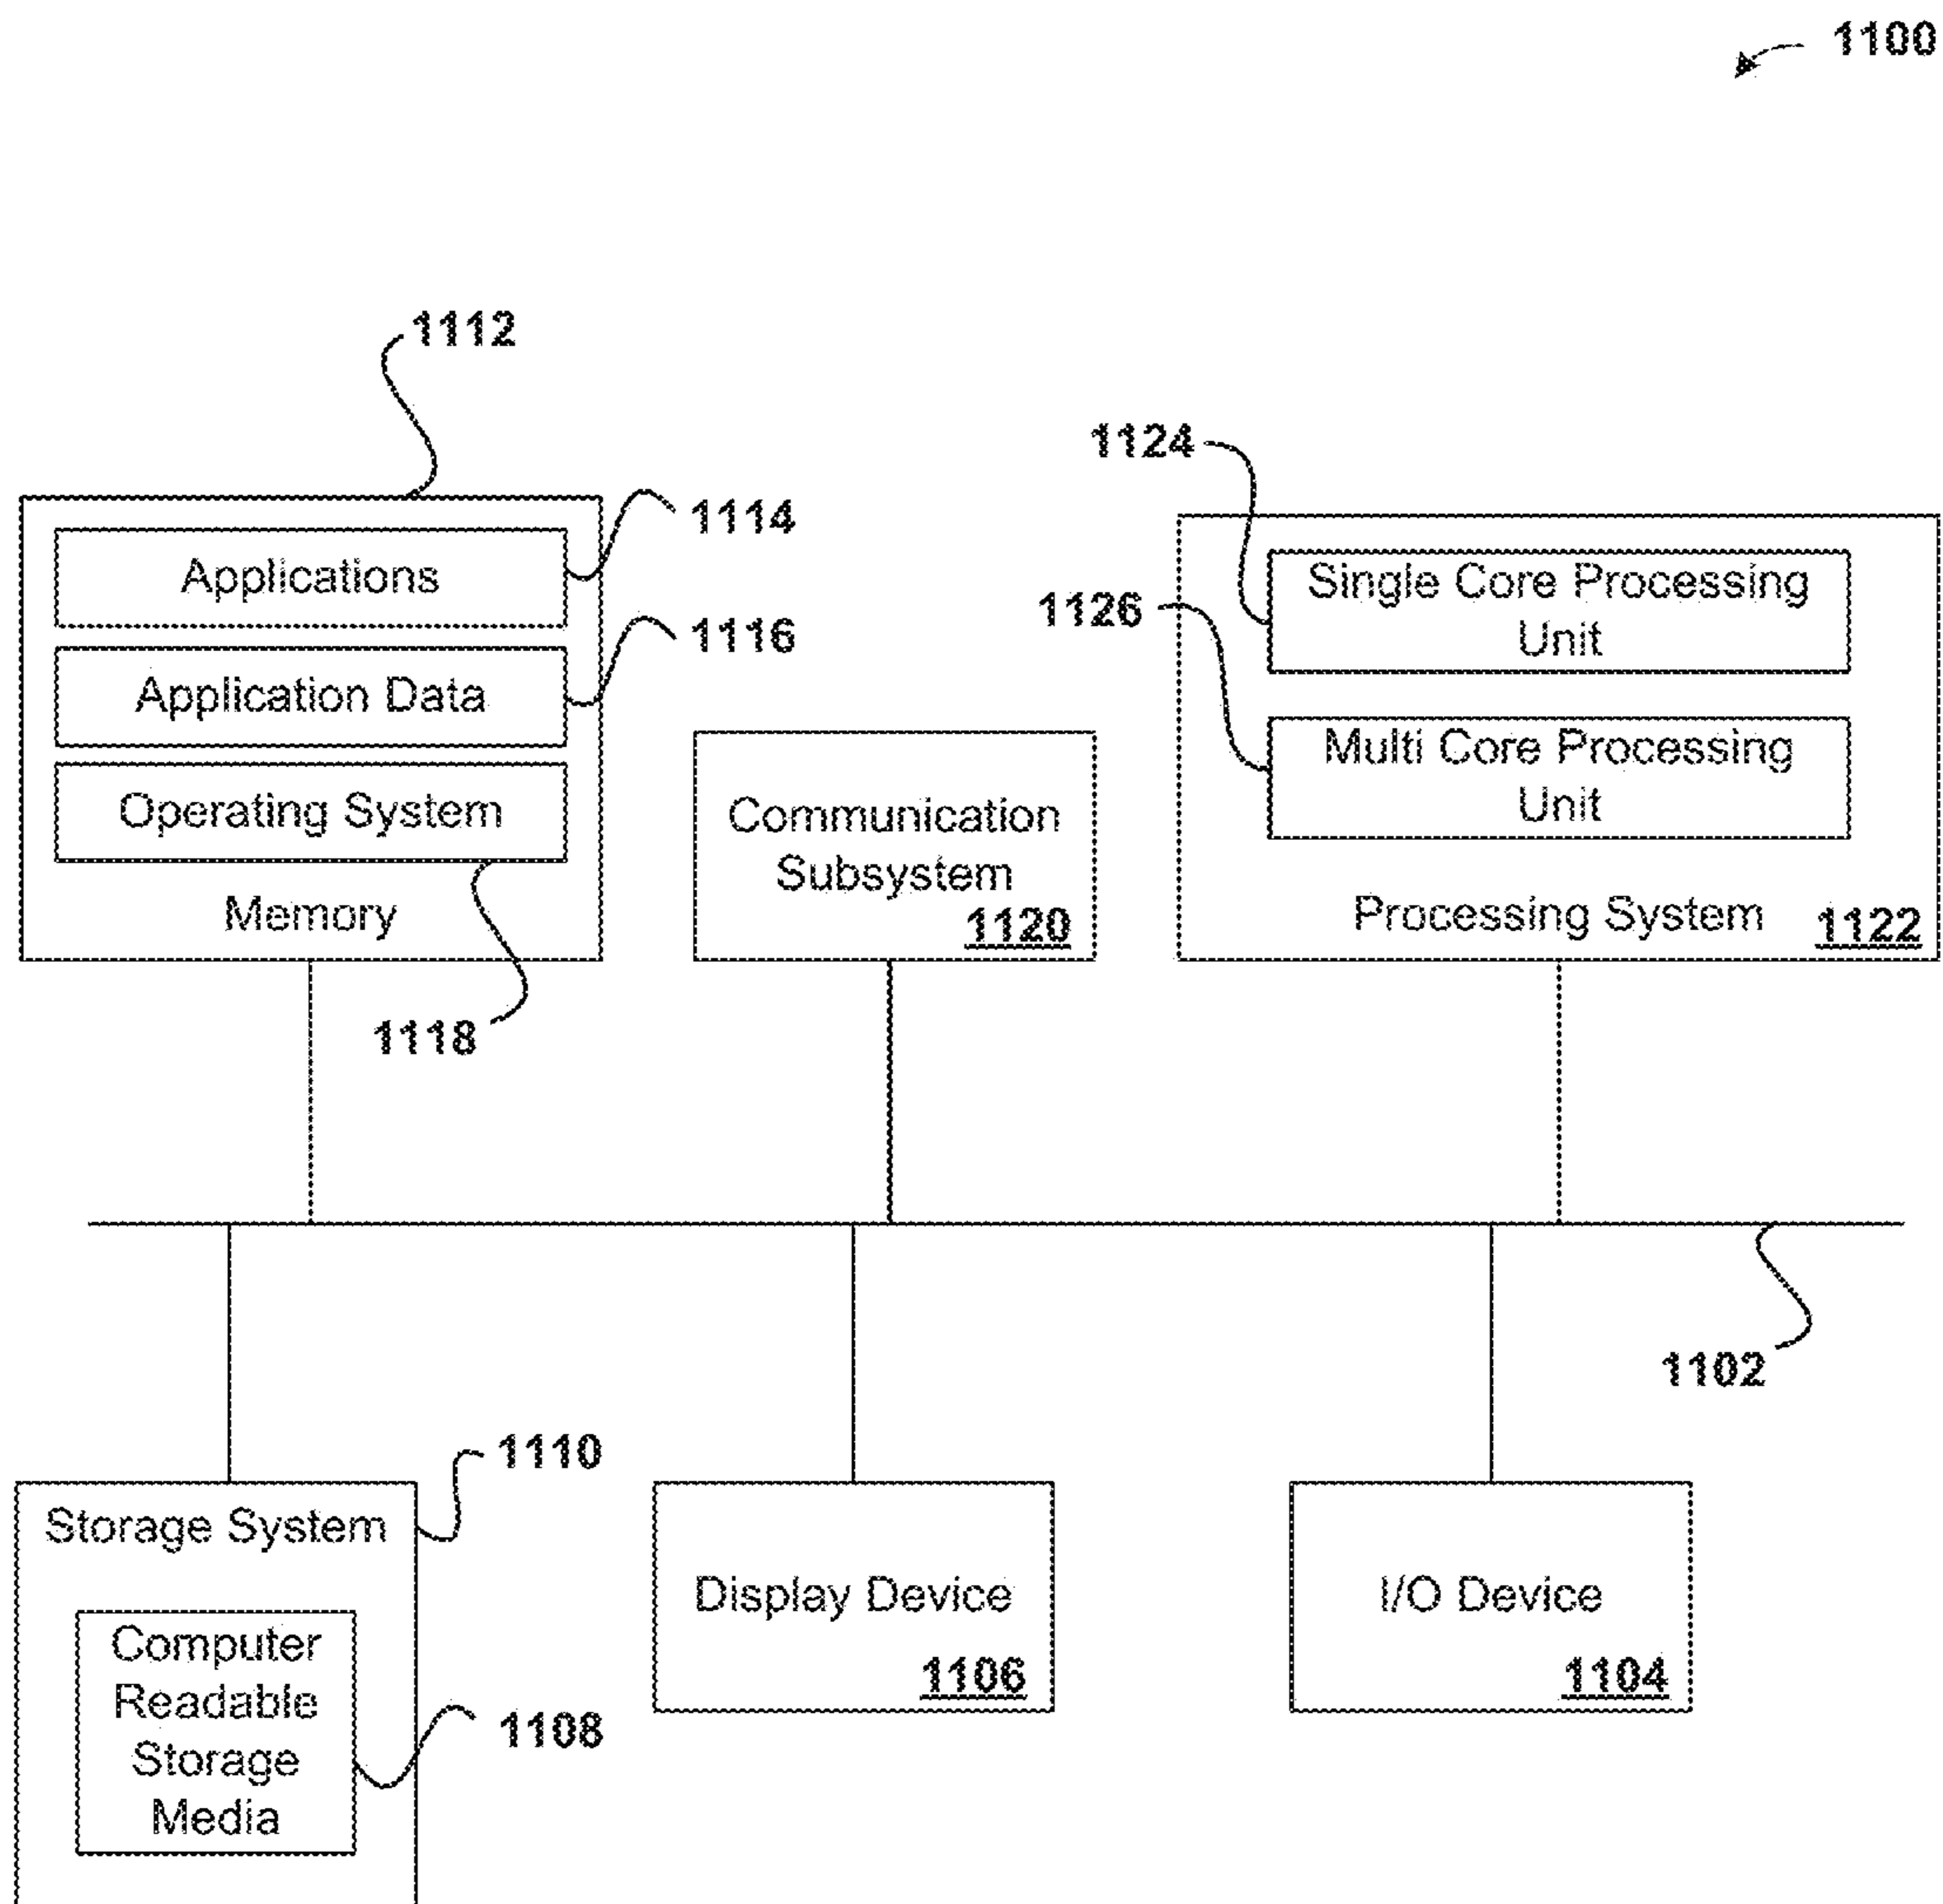 1100
1112
1124
1114
Applications
Single Core Processing
Unit
1126
1116
Application Data
Multi Core Processing
Unit
Operating System
Communication
Subsystem
1120
Memory
Processing System
1122
1118
1102
1110
Storage System
Computer
Readable
Storage
Media
1108
Display Device
1106
I/O Device
1104